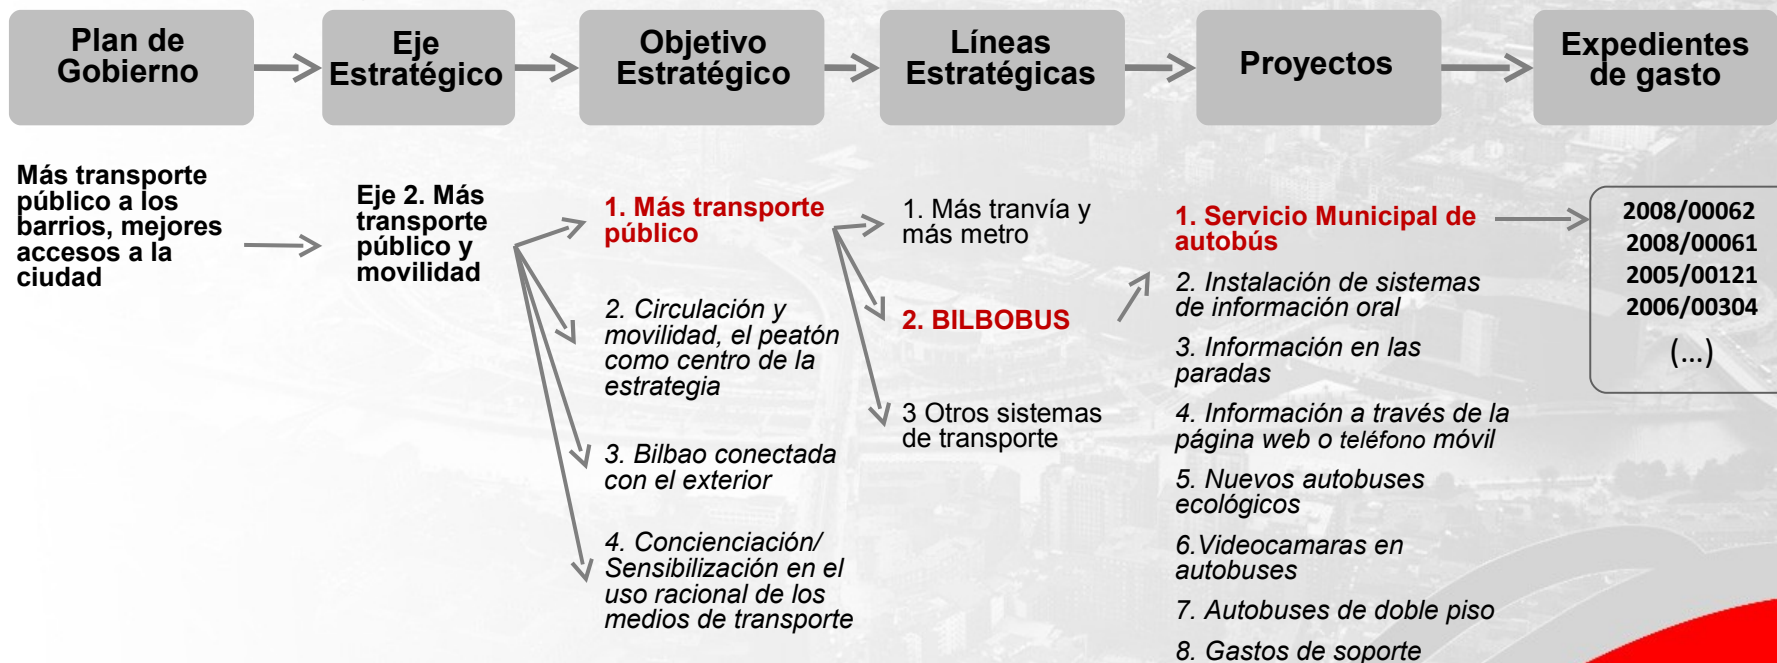 Plan de
Gobierno
Eje
Estratégico
Objetivo
Estratégico
Líneas
Estratégicas
Proyectos
Expedientes
de gasto
Más transporte
público a los
barrios, mejores
accesos a la
ciudad
Eje 2. Más
transporte
público y
movilidad
1. Más transporte
público
2. Circulación y
movilidad, el peatón
como centro de la
estrategia
3. Bilbao conectada
con el exterior
4. Concienciación/
Sensibilización en el
uso racional de los
medios de transporte
1. Más tranvía y
más metro
2. BILBOBUS
3 Otros sistemas
de transporte
1. Servicio Municipal de
autobús
2. Instalación de sistemas
de información oral
3. Información en las
paradas
4. Información a través de la
página web o teléfono móvil
5. Nuevos autobuses
ecológicos
6.Videocamaras en
autobuses
7. Autobuses de doble piso
8. Gastos de soporte
2008/00062
2008/00061
2005/00121
2006/00304
(...)